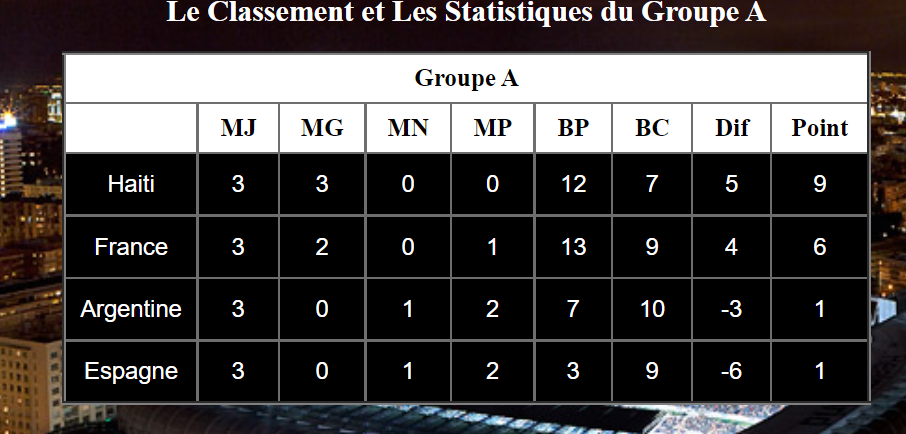 Le Classement et Les Statistiques du Groupe A
Groupe A
MJ MG MN MP BP BC Dif Point
Haiti 3 3 0 0 12 7 5 9
France 3 2 0 1 13 9 4 6
Argentine 3 0 1 2 7 10 -3 1
Espagne 3 0 1 2 3 9 -6 1